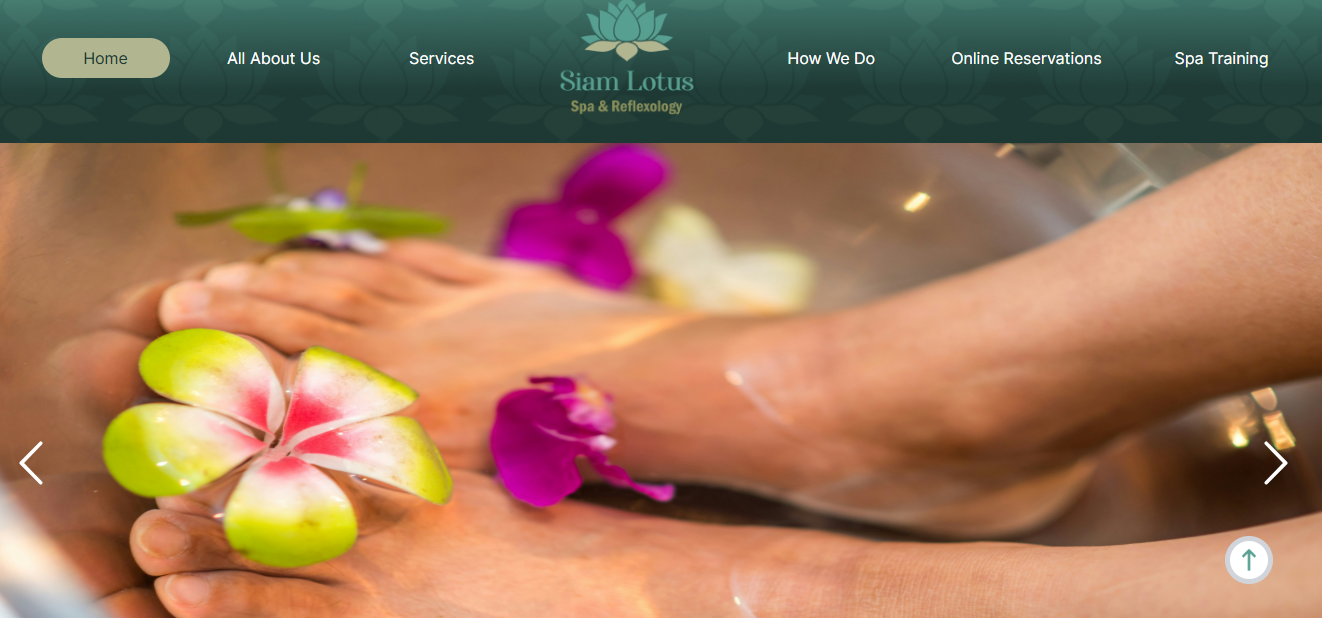 Home
All About Us
Services
Siam Lotus
Spa & Reflexology
How We Do
Online Reservations
Spa Training